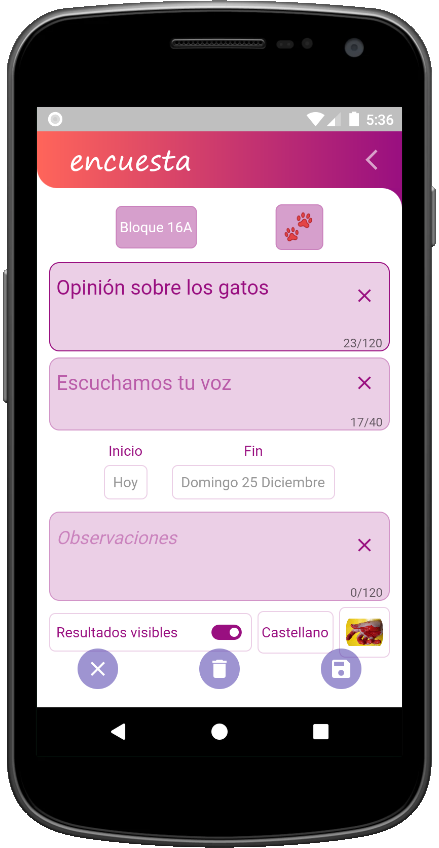 5:36
encuesta
Bloque 16A
Opinión sobre los gatos
23/120
Escuchamos tu voz
17/40
Inicio Fin
Hoy Domingo 25 Diciembre
Observaciones
0/120
Resultados visibles Castellano